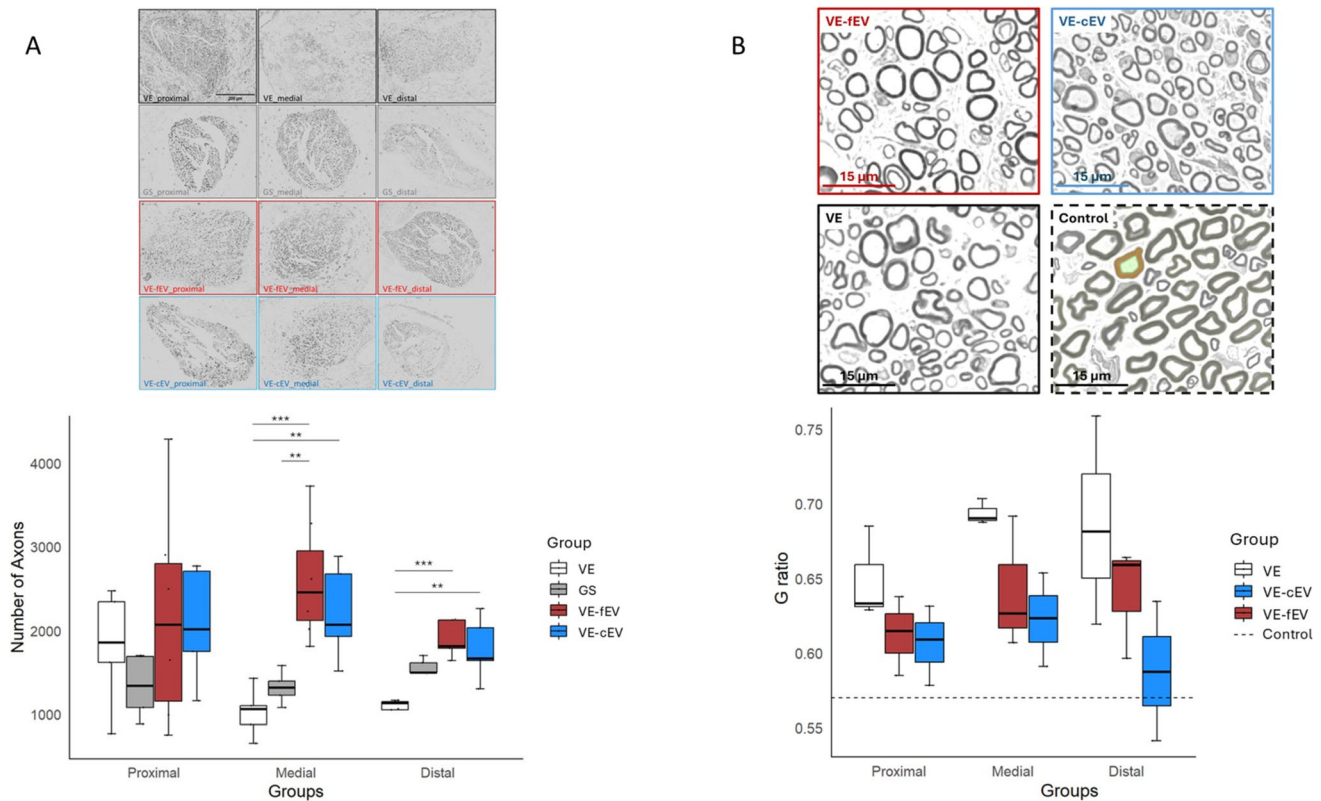 A
VE_proximal
200 µm
VE_medial
VE_distal
GS_proximal
GS_medial
GS_distal
VE-fEV_proximal
VE-fEV_medial
VE-fEV_distal
VE-cEV_proximal
VE-cEV_medial
VE-cEV_distal
Number of Axons
4000
3000
2000
1000
***
**
**
***
**
Proximal
Medial
Distal
Groups
Group
VE
GS
VE-fEV
VE-cEV
B
VE-fEV
15 µm
VE-cEV
15 µm
VE
15 µm
Control
15 µm
G ratio
0.75
0.70
0.65
0.60
0.55
Proximal
Medial
Distal
Groups
Group
VE
VE-cEV
VE-fEV
Control